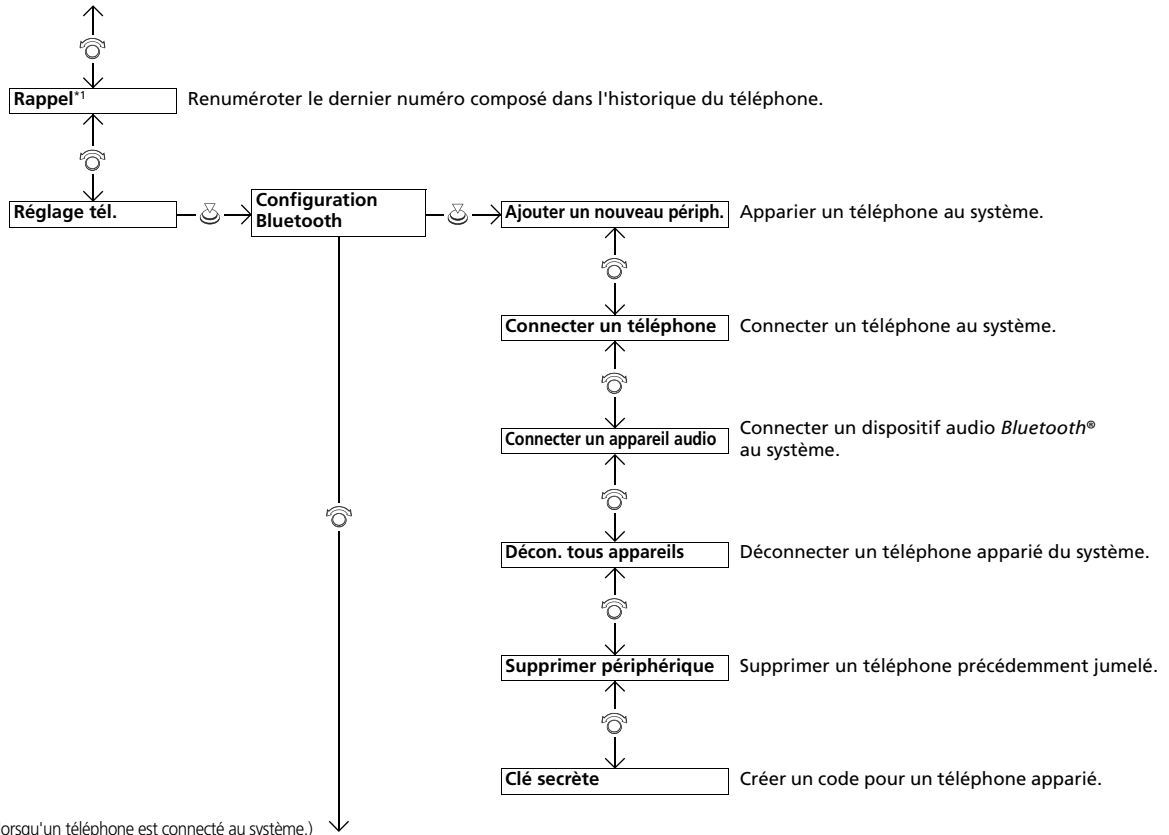 Rappel*1 Renuméroter le dernier numéro composé dans l'historique du téléphone.
Réglage tél.
Configuration
Bluetooth
Ajouter un nouveau périph. Apparier un téléphone au système.
Connecter un téléphone Connecter un téléphone au système.
Connecter un appareil audio
Connecter un dispositif audio Bluetooth®
au système.
Décon. tous appareils Déconnecter un téléphone apparié du système.
Supprimer périphérique Supprimer un téléphone précédemment jumelé.
Clé secrète Créer un code pour un téléphone apparié.
lorsqu'un téléphone est connecté au système.)